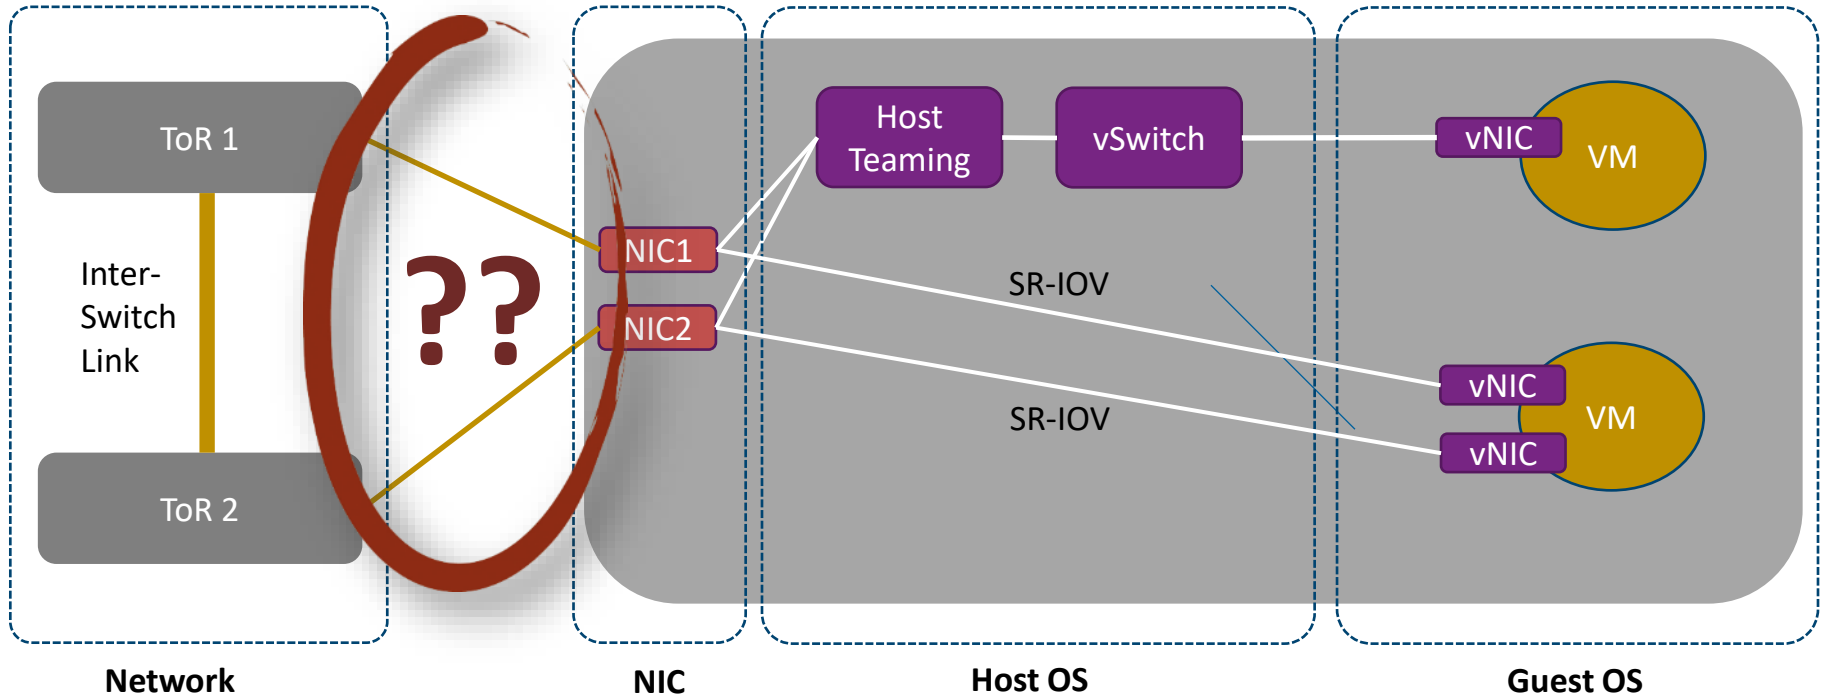 ToR 1
Inter-
Switch
Link
ToR 2
??
NIC1
NIC2
Host
Teaming
vSwitch
SR-IOV
SR-IOV
vNIC
VM
vNIC
vNIC
VM
Network
NIC
Host OS
Guest OS